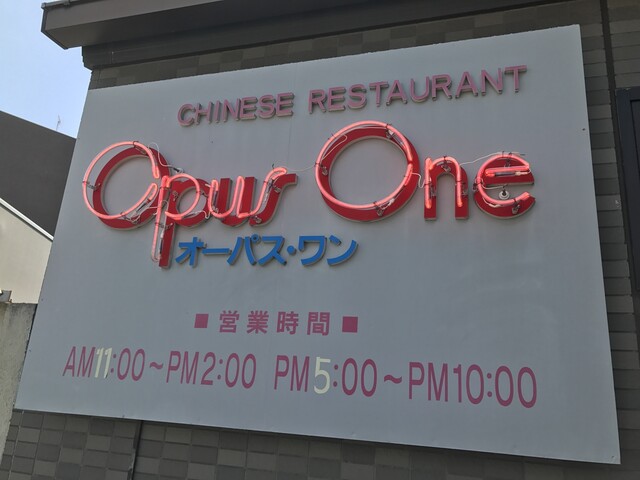 CHINESE RESTAURANT
Opus One
オーパス・ワン
■営業時間■
AM11:00～PM2:00 PM5:00～PM10:00